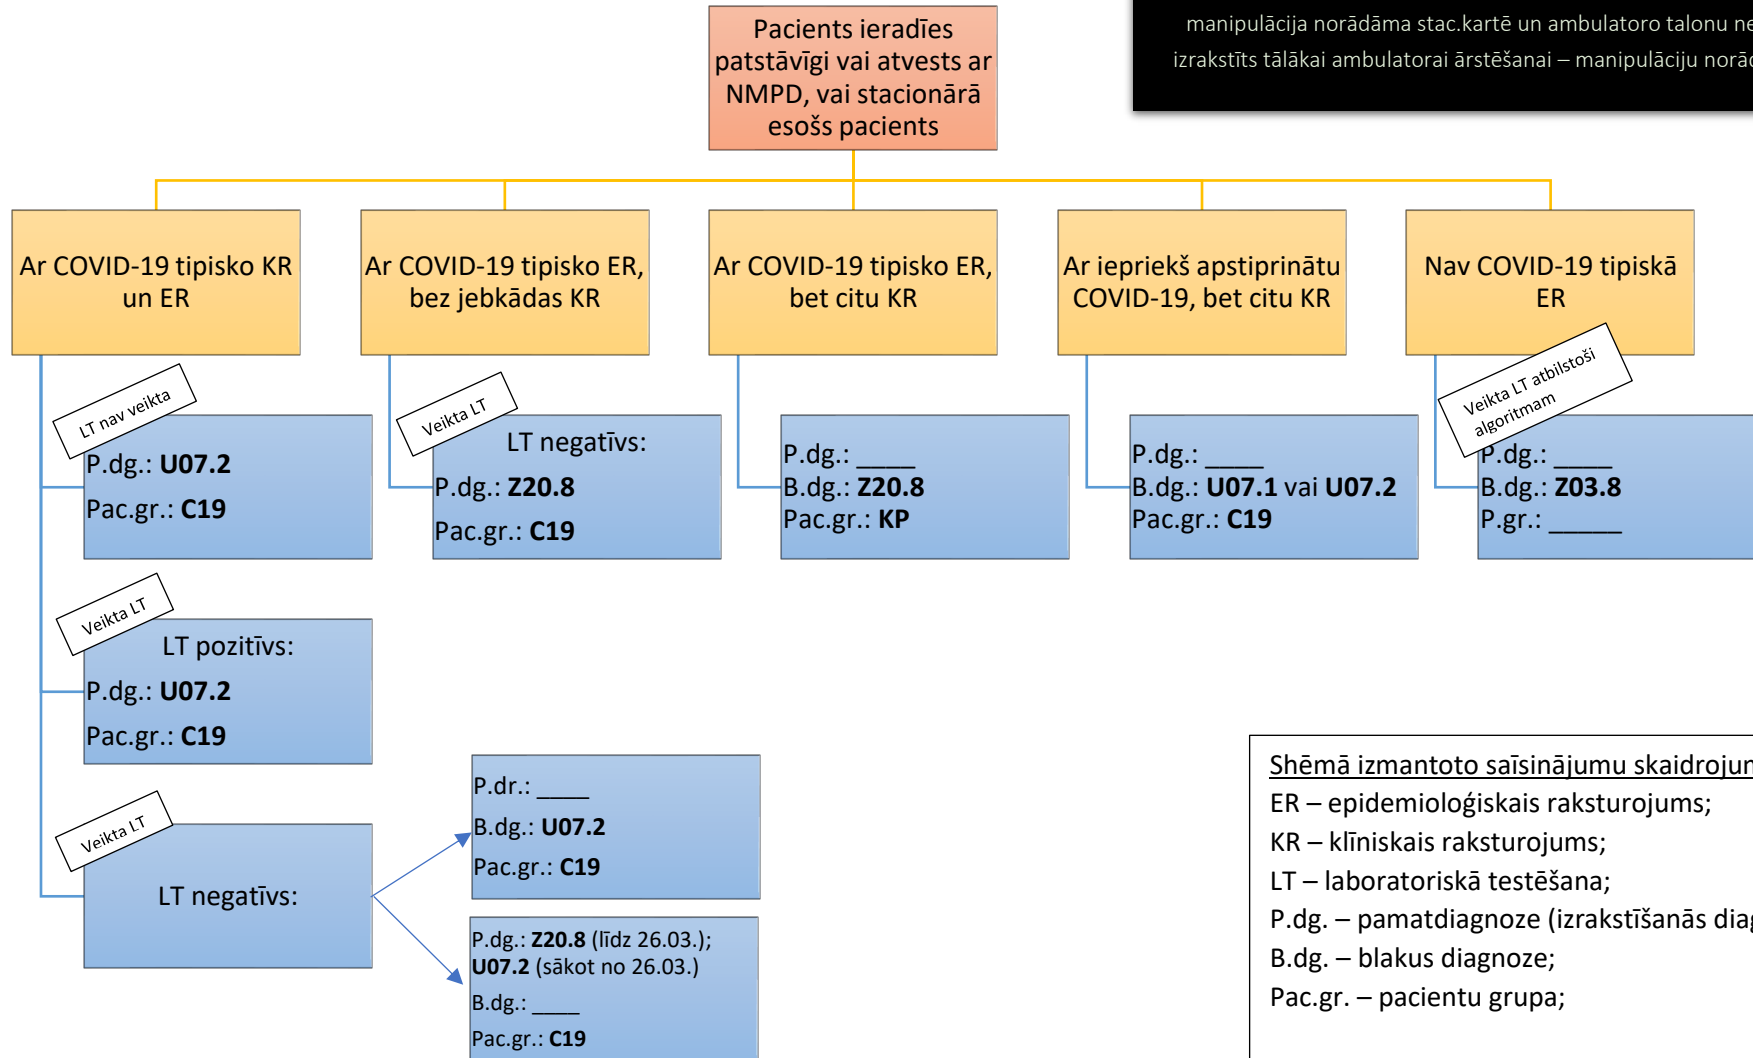 manipulācija norādāma stac.kartē un ambulatoro talonu
izrakstīts tālākai ambulatorai ārstēšanai – manipulāciju
Pacients ieradies
patstāvīgi vai atvests ar
NMPD, vai stacionārā
esošs pacients
Ar COVID-19 tipisko KR
un ER
Ar COVID-19 tipisko ER,
bez jebkādas KR
Ar COVID-19 tipisko ER,
bet citu KR
Ar iepriekš apstiprinātu
COVID-19, bet citu KR
Nav COVID-19 tipiskā
ER
LT nav veikta
P.dg.: U07.2
Pac.gr.: C19
Veikta LT
LT negatīvs:
P.dg.: Z20.8
Pac.gr.: C19
P.dg.: ____
B.dg.: Z20.8
Pac.gr.: KP
P.dg.: ____
B.dg.: U07.1 vai U07.2
Pac.gr.: C19
Veikta LT atbilstoši
algoritmam
P.dg.: ____
B.dg.: Z03.8
P.gr.: _____
Veikta LT
LT pozitīvs:
P.dg.: U07.2
Pac.gr.: C19
Veikta LT
LT negatīvs:
P.dr.: ____
B.dg.: U07.2
Pac.gr.: C19
P.dg.: Z20.8 (līdz 26.03.);
U07.2 (sākot no 26.03.)
B.dg.: ____
Pac.gr.: C19
Shēmā izmantoto saīsinājumu
ER – epidemioloģiskais raksturojums;
KR – klīniskais raksturojums;
LT – laboratoriskā testēšana;
P.dg. – pamatdiagnoze (izrakstīšanās
B.dg. – blakus diagnoze;
Pac.gr. – pacientu grupa;